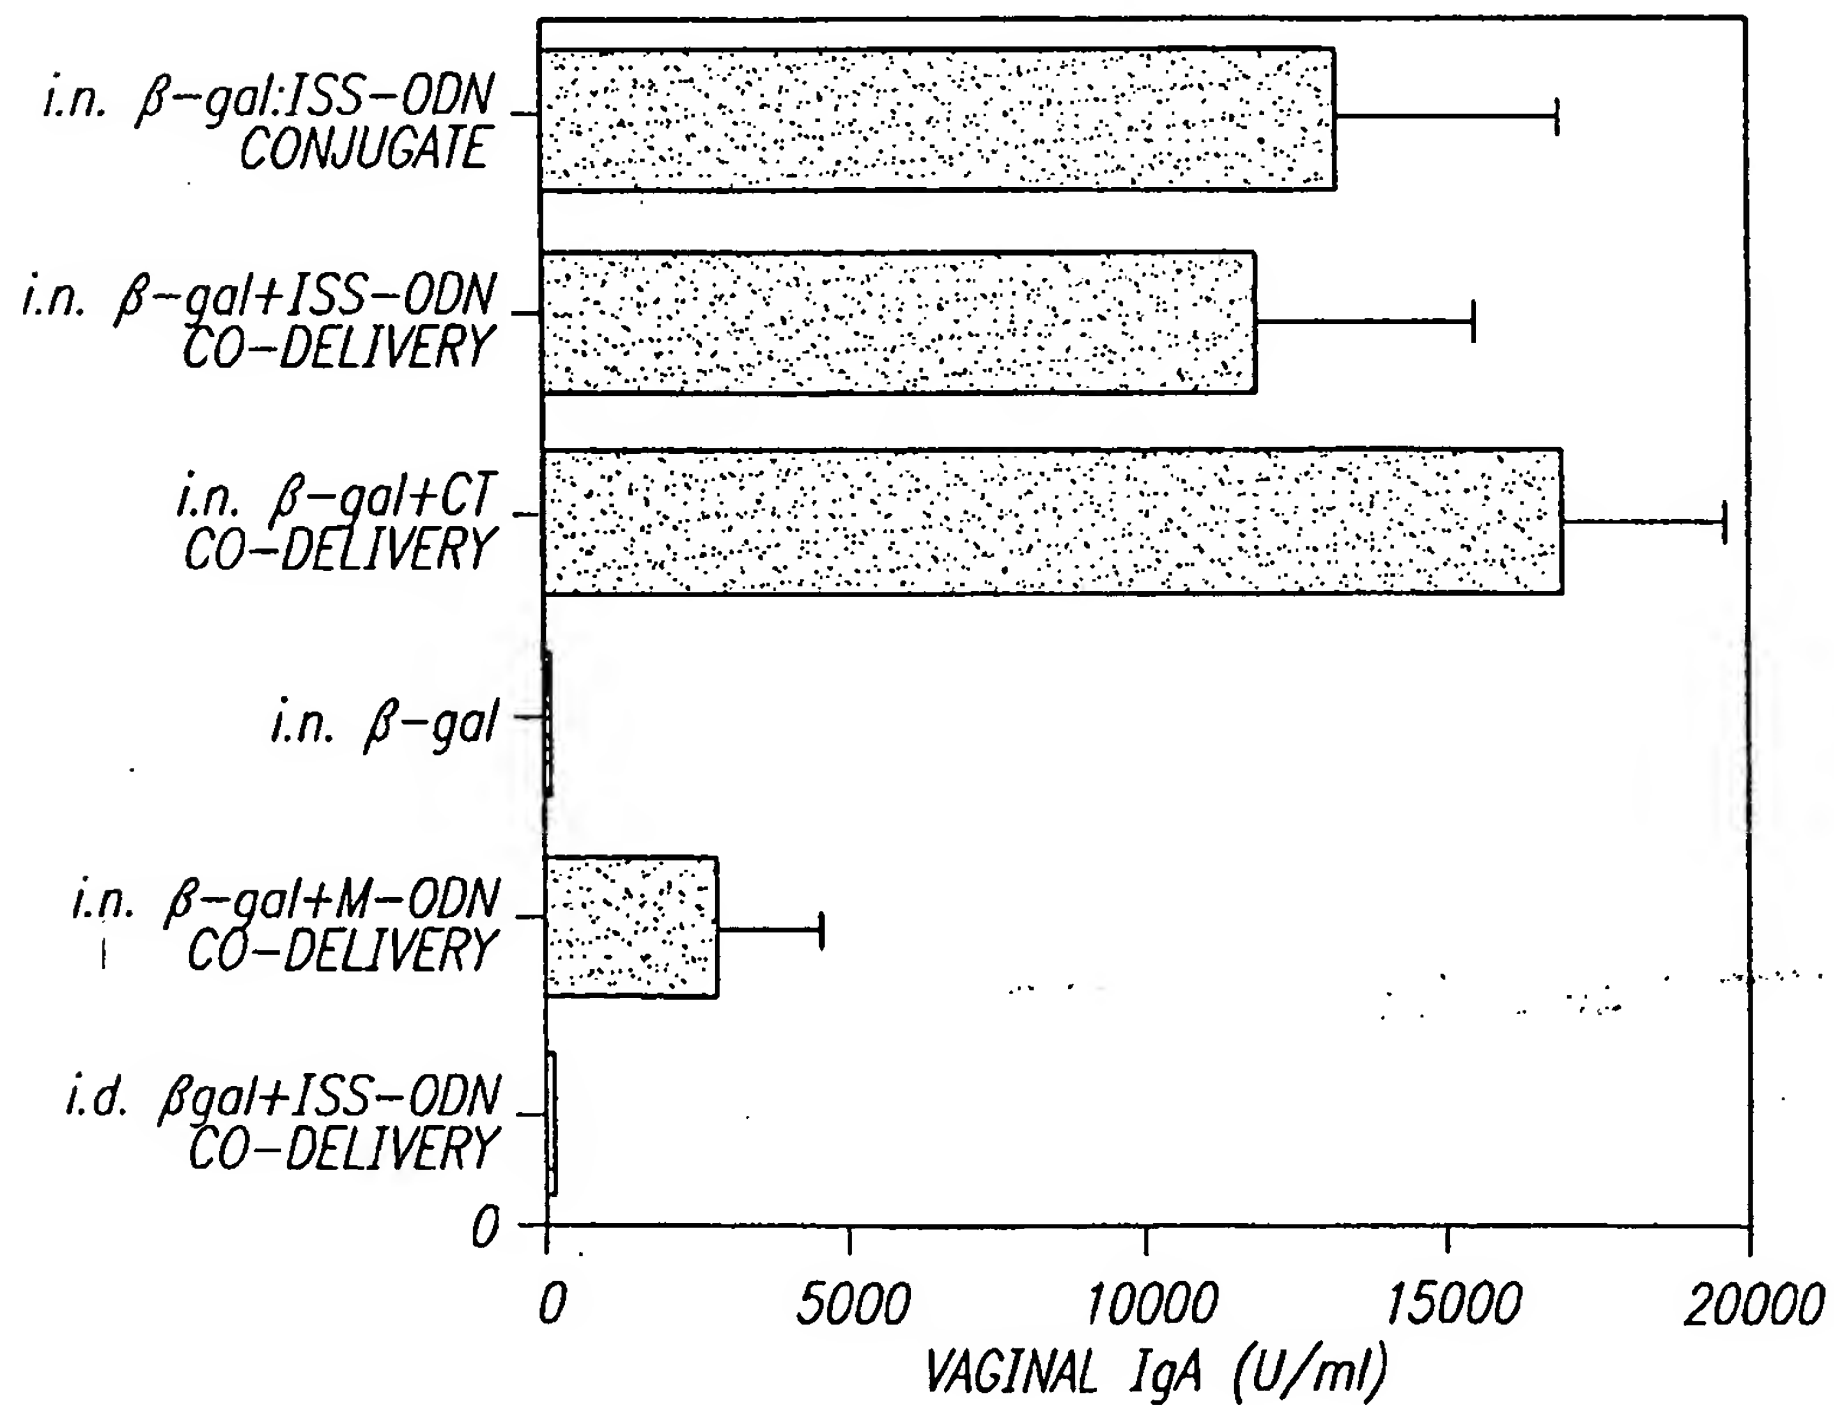 i.n. β-gal:ISS-ODN
CONJUGATE
i.n. β-gal+ISS-ODN
CO-DELIVERY
i.n. β-gal+CT
CO-DELIVERY
i.n. β-gal
i.n. β-gal+M-ODN
CO-DELIVERY
i.d. βgal+ISS-ODN
CO-DELIVERY
0
0 5000 10000 15000 20000
VAGINAL IgA (U/ml)